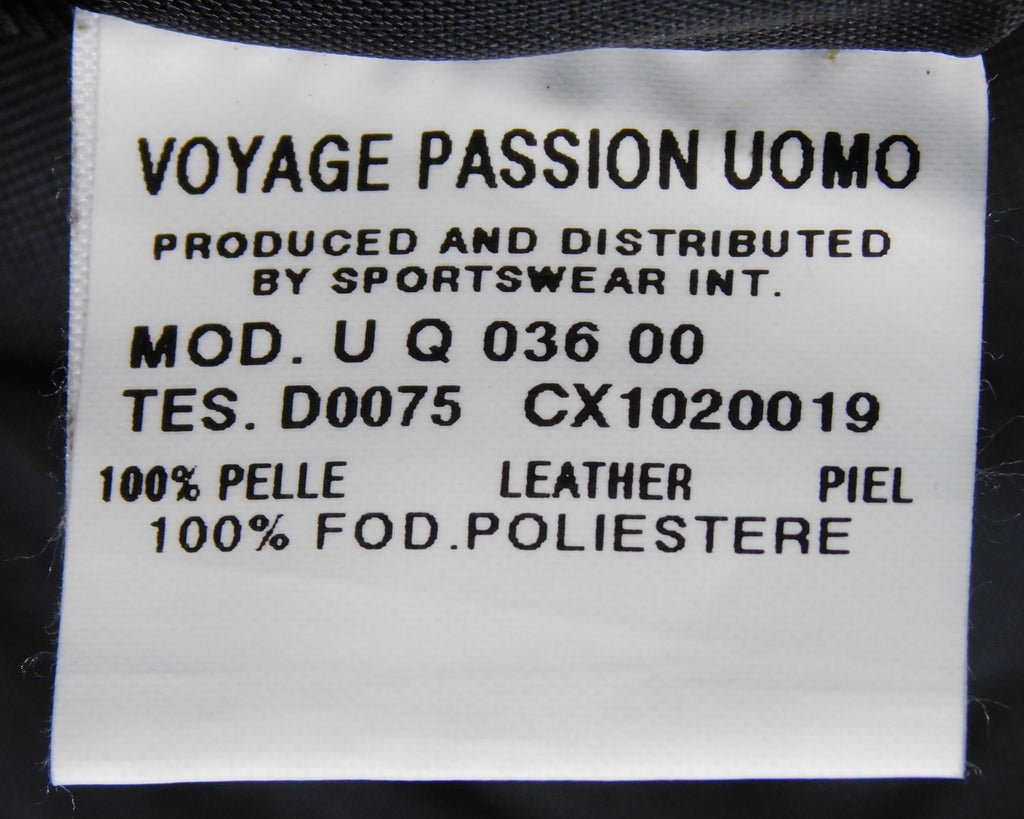 VOYAGE PASSION UOMO
PRODUCED AND DISTRIBUTED
BY SPORTSWEAR INT.
MOD. U Q 036 00
TES. D0075 CX1020019
100% PELLE LEATHER PIEL
100% FOD.POLIESTERE